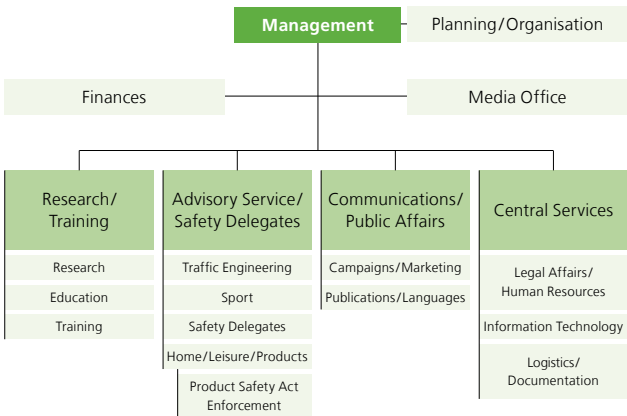 Management
Planning/Organisation
Finances
Media Office
Research/
Training
Advisory Service/
Safety Delegates
Communications/
Public Affairs
Central Services
Research
Education
Training
Traffic Engineering
Sport
Safety Delegates
Home/Leisure/Products
Product Safety Act
Enforcement
Campaigns/Marketing
Publications/Languages
Legal Affairs/
Human Resources
Information Technology
Logistics/
Documentation